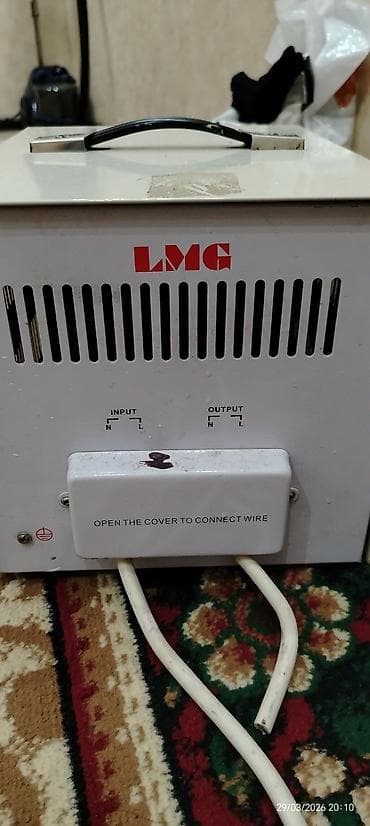 LMG
INPUT
N L
OUTPUT
N L
OPEN THE COVER TO CONNECT WIRE
29/03/2026 20:10